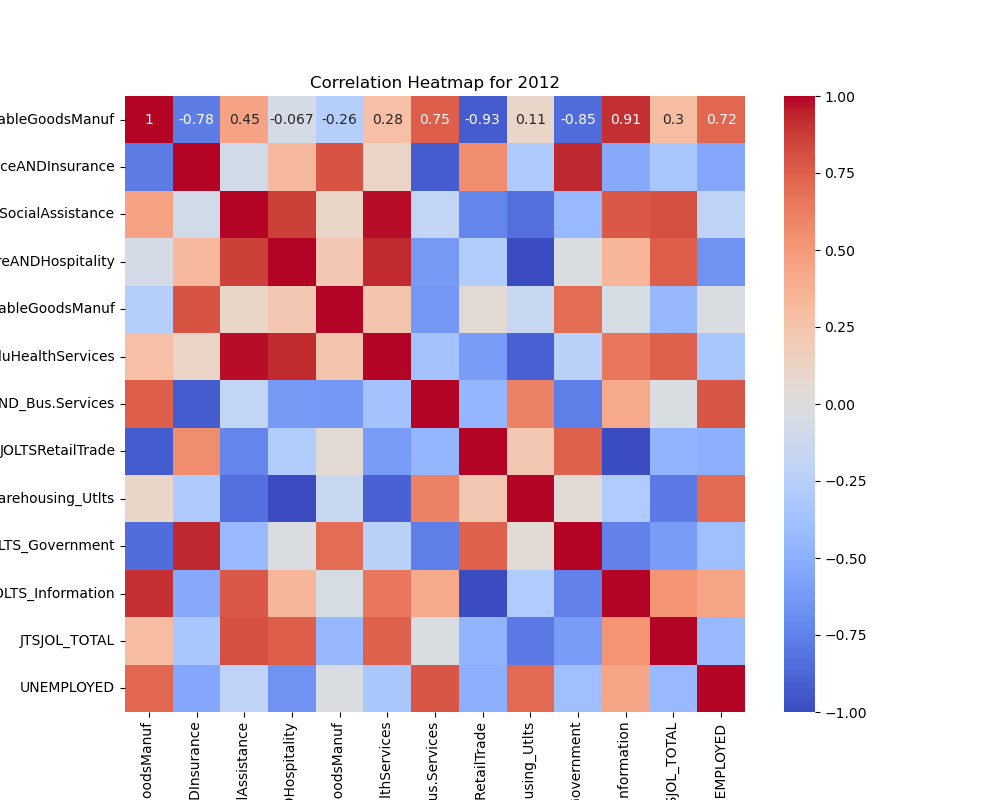 Correlation Heatmap for 2012
ableGoodsManuf
1 -0.78 0.45 -0.067 -0.26 0.28 0.75 -0.93 0.11 -0.85 0.91 0.3 0.72
ceANDInsurance
SocialAssistance
reANDHospitality
ableGoodsManuf
luHealthServices
ND_Bus.Services
JOLTSRetailTrade
arehousing_Utlts
LTS_Government
OLTS_Information
JTSJOL_TOTAL
UNEMPLOYED
oodsManuf
DInsurance
lAssistance
DHospitality
oodsManuf
lthServices
us.Services
RetailTrade
using_Utlts
overnment
nformation
SJOL_TOTAL
EMPLOYED
1.00
0.75
0.50
0.25
0.00
−0.25
−0.50
−0.75
−1.00